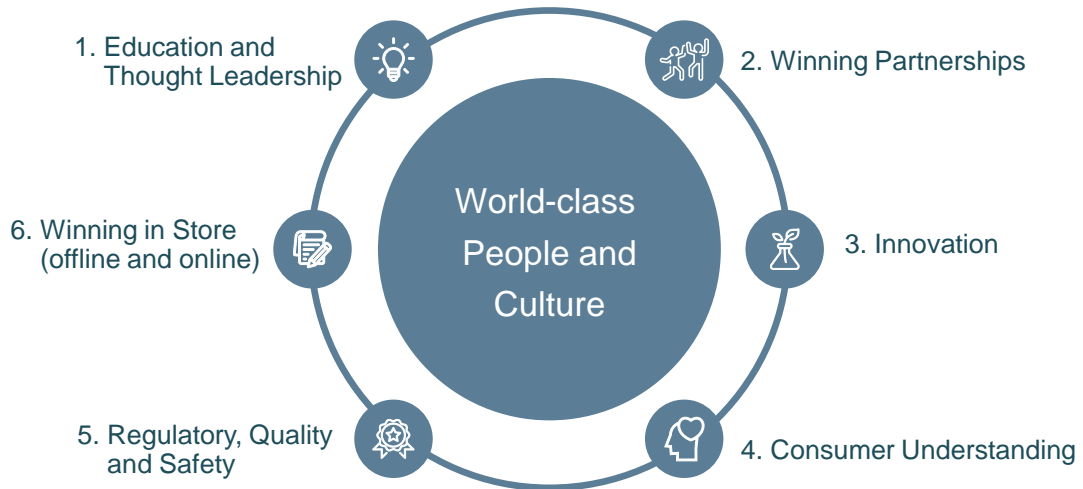 1. Education and
Thought Leadership
2. Winning Partnerships
3. Innovation
4. Consumer Understanding
5. Regulatory, Quality
and Safety
6. Winning in Store
(offline and online)
World-class
People and
Culture